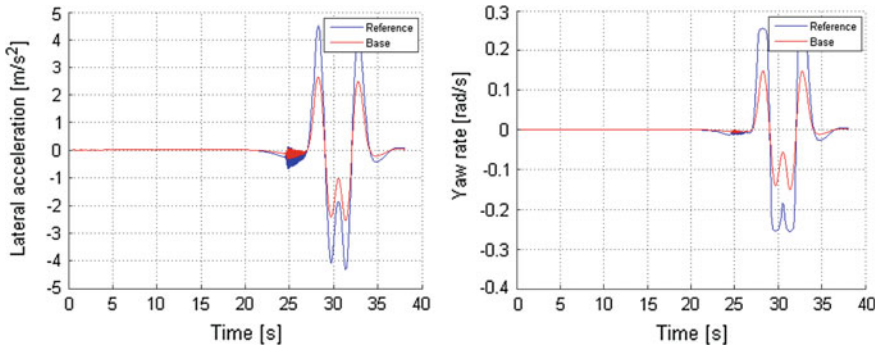 Lateral acceleration [m/s²]
5
4
3
2
1
0
-1
-2
-3
-4
-5
0 5 10 15 20 25 30 35 40
Time [s]
Reference
Base
Yaw rate [rad/s]
0.3
0.2
0.1
0
-0.1
-0.2
-0.3
-0.4
0 5 10 15 20 25 30 35 40
Time [s]
Reference
Base